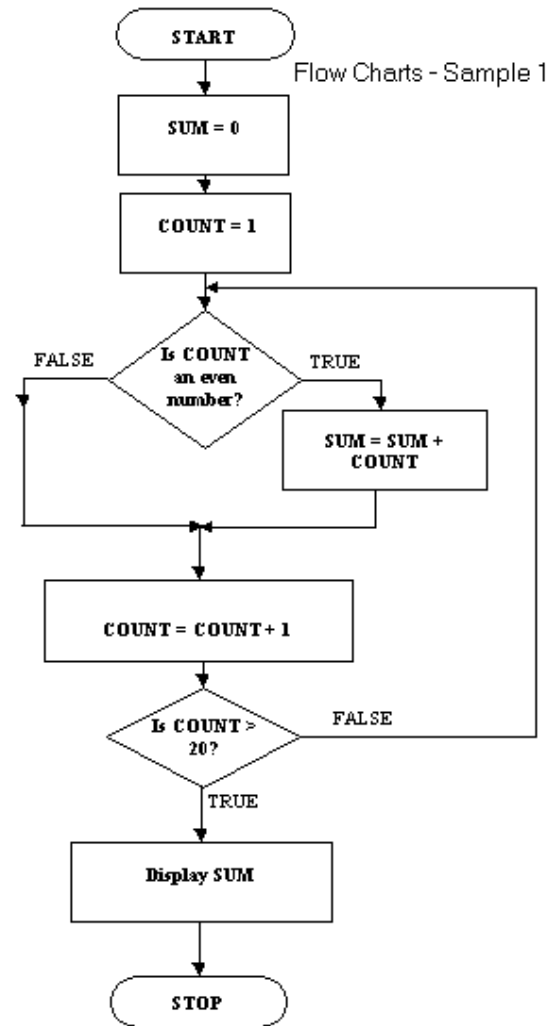 START
Flow Charts - Sample 1
SUM = 0
COUNT = 1
Is COUNT
an even
number?
FALSE
TRUE
SUM = SUM +
COUNT
COUNT = COUNT + 1
Is COUNT >
20?
FALSE
TRUE
Display SUM
STOP